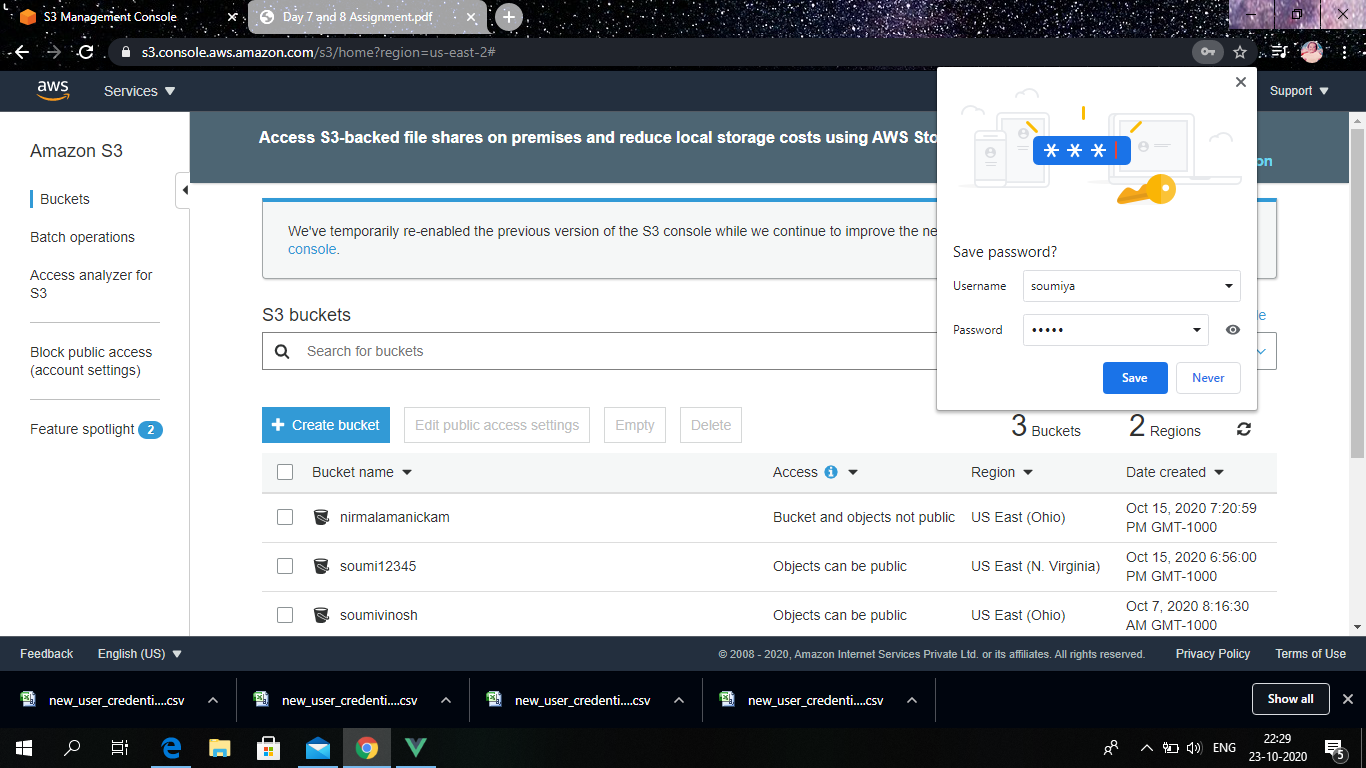 S3 Management Console
Day 7 and 8 Assignment.pdf
s3.console.aws.amazon.com/s3/home?region=us-east-2#
aws
Services
Support
Amazon S3
Buckets
Batch operations
Access analyzer for
S3
Block public access
(account settings)
Feature spotlight 2
Access S3-backed file shares on premises and reduce local storage costs using AWS Sto
on
We've temporarily re-enabled the previous version of the S3 console while we continue to improve the ne
console.
S3 buckets
Search for buckets
Save password?
Username soumiya
Password •••••
Save Never
+ Create bucket Edit public access settings Empty Delete
3 Buckets 2 Regions
Bucket name Access Region Date created
nirmalamanickam Bucket and objects not public US East (Ohio) Oct 15, 2020 7:20:59
PM GMT-1000
soumi12345 Objects can be public US East (N. Virginia) Oct 15, 2020 6:56:00
PM GMT-1000
soumivinosh Objects can be public US East (Ohio) Oct 7, 2020 8:16:30
AM GMT-1000
Feedback English (US) © 2008 - 2020, Amazon Internet Services Private Ltd. or its affiliates. All rights reserved. Privacy Policy Terms of Use
new_user_credenti....csv new_user_credenti....csv new_user_credenti....csv new_user_credenti....csv Show all
ENG
22:29
23-10-2020
5